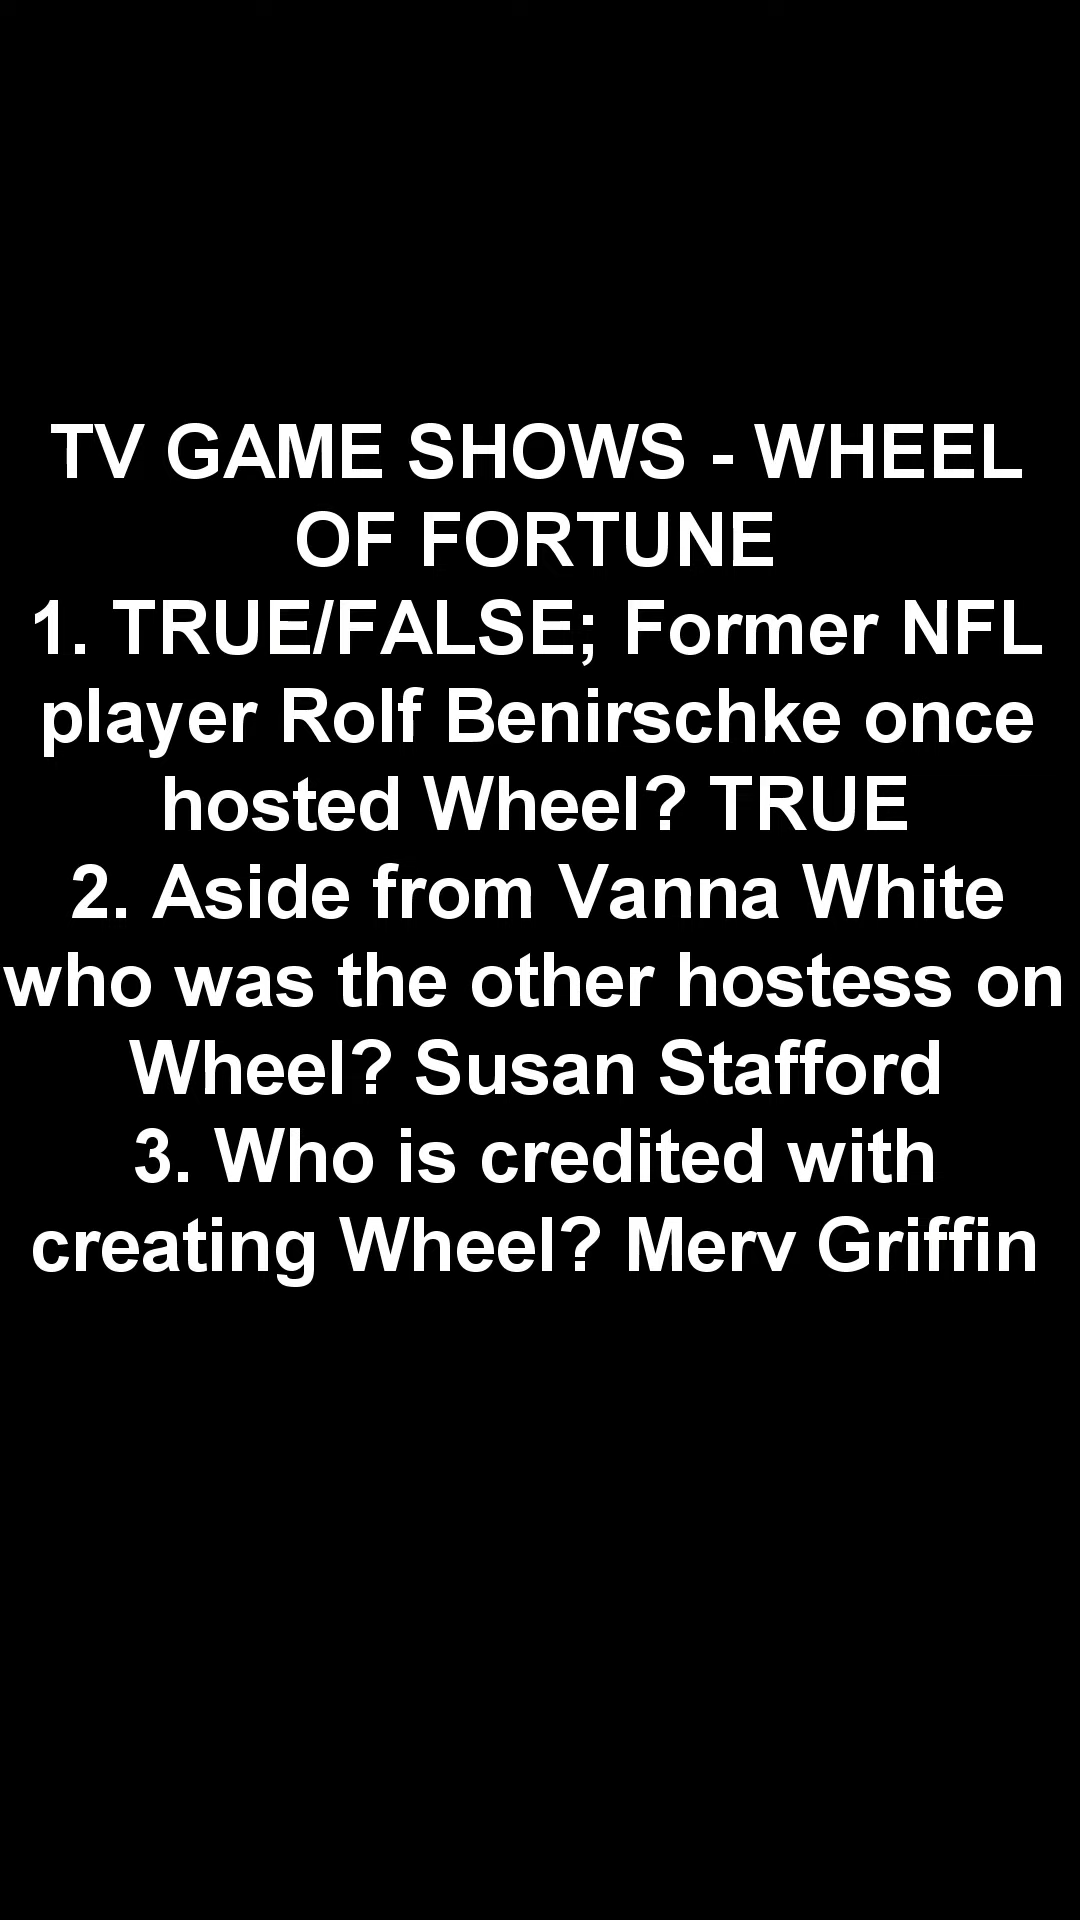 TV GAME SHOWS - WHEEL
OF FORTUNE
1. TRUE/FALSE; Former NFL
player Rolf Benirschke once
hosted Wheel? TRUE
2. Aside from Vanna White
who was the other hostess on
Wheel? Susan Stafford
3. Who is credited with
creating Wheel? Merv Griffin